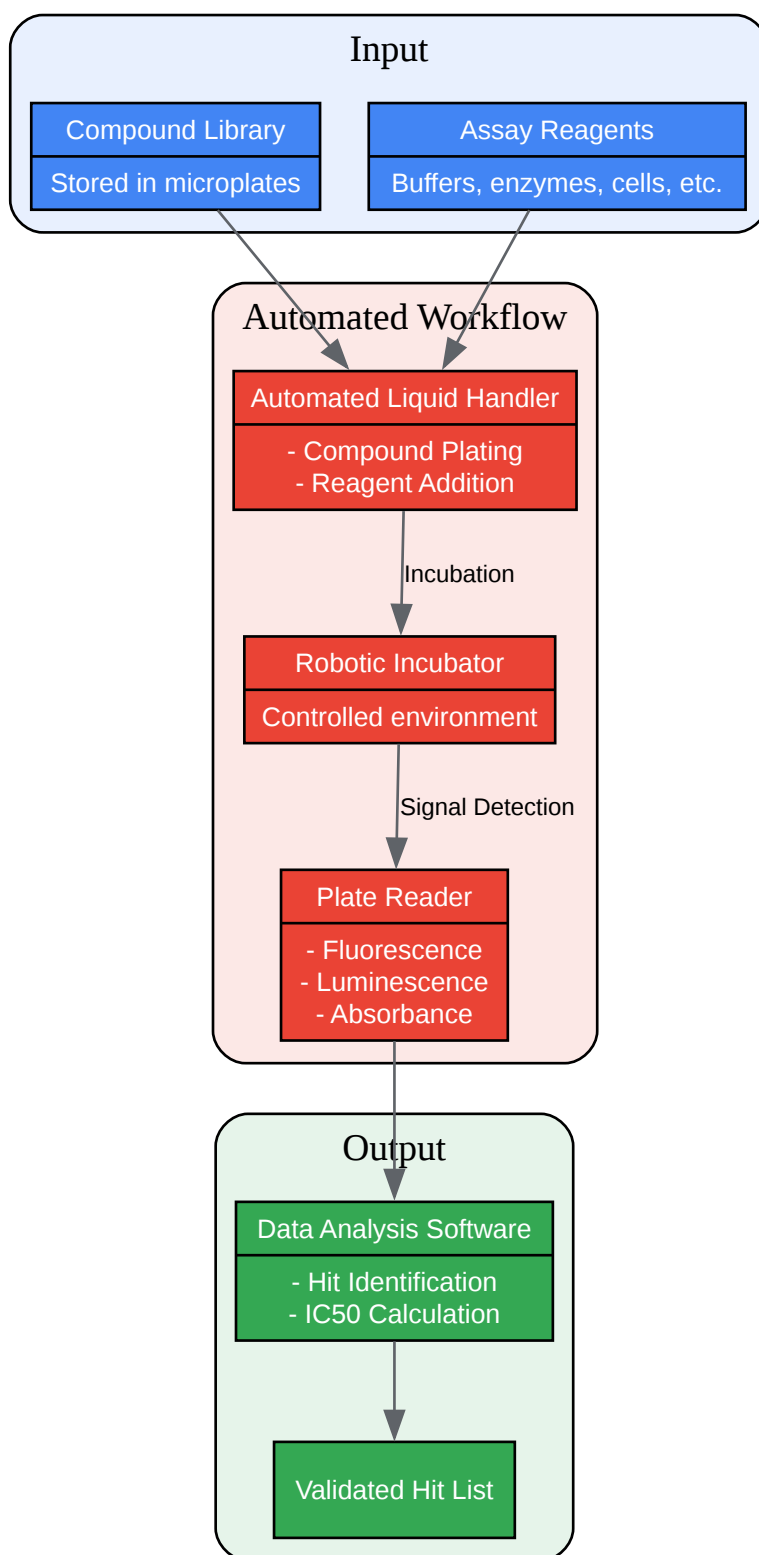 Input
Compound Library
Stored in microplates
Assay Reagents
Buffers, enzymes, cells, etc.
Automated Workflow
Automated Liquid Handler
- Compound Plating
- Reagent Addition
Incubation
Robotic Incubator
Controlled environment
Signal Detection
Plate Reader
- Fluorescence
- Luminescence
- Absorbance
Output
Data Analysis Software
- Hit Identification
- IC50 Calculation
Validated Hit List